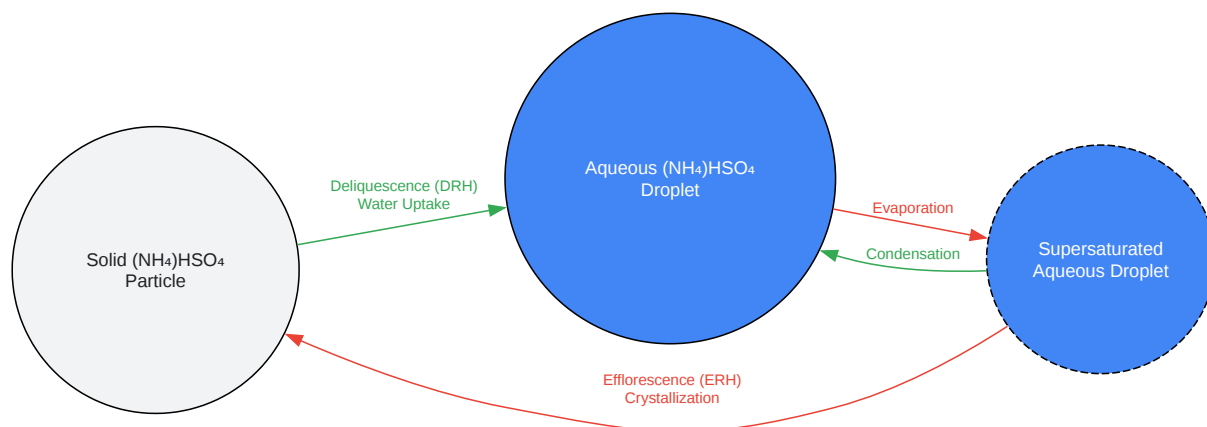 Solid (NH₄)HSO₄
Particle
Deliquescence (DRH)
Water Uptake
Aqueous (NH₄)HSO₄
Droplet
Evaporation
Condensation
Supersaturated
Aqueous Droplet
Efflorescence (ERH)
Crystallization